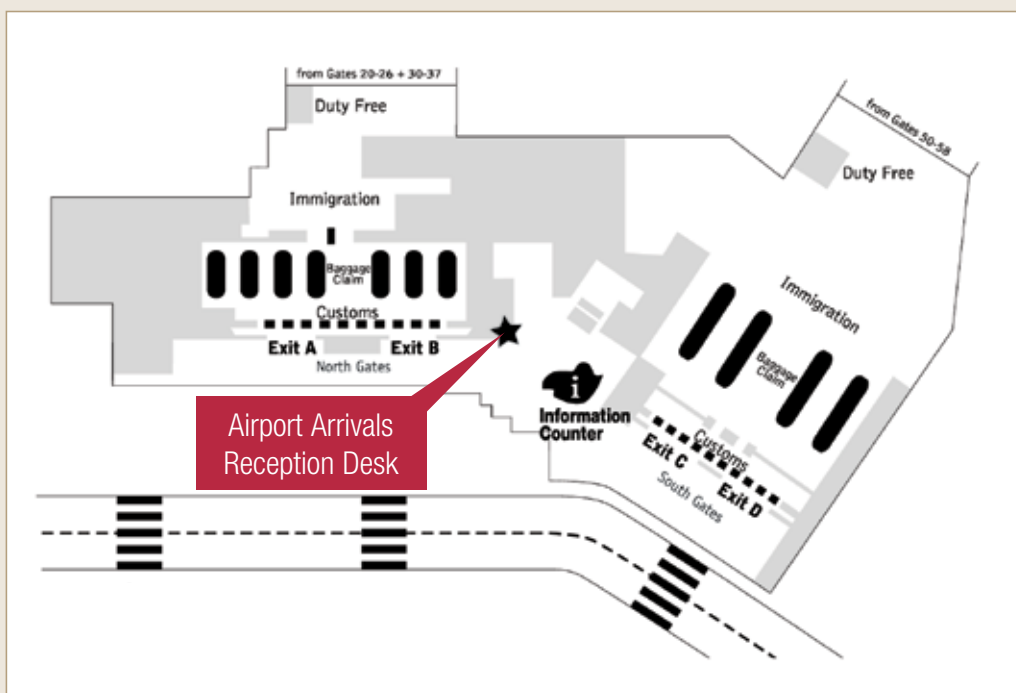 from Gates 20-26 + 30-37
Duty Free
Immigration
Baggage
Claim
Customs
Exit A
Exit B
North Gates
Airport Arrivals
Reception Desk
i
Information
Counter
from Gates 50-58
Duty Free
Immigration
Baggage
Claim
Customs
Exit C
Exit D
South Gates